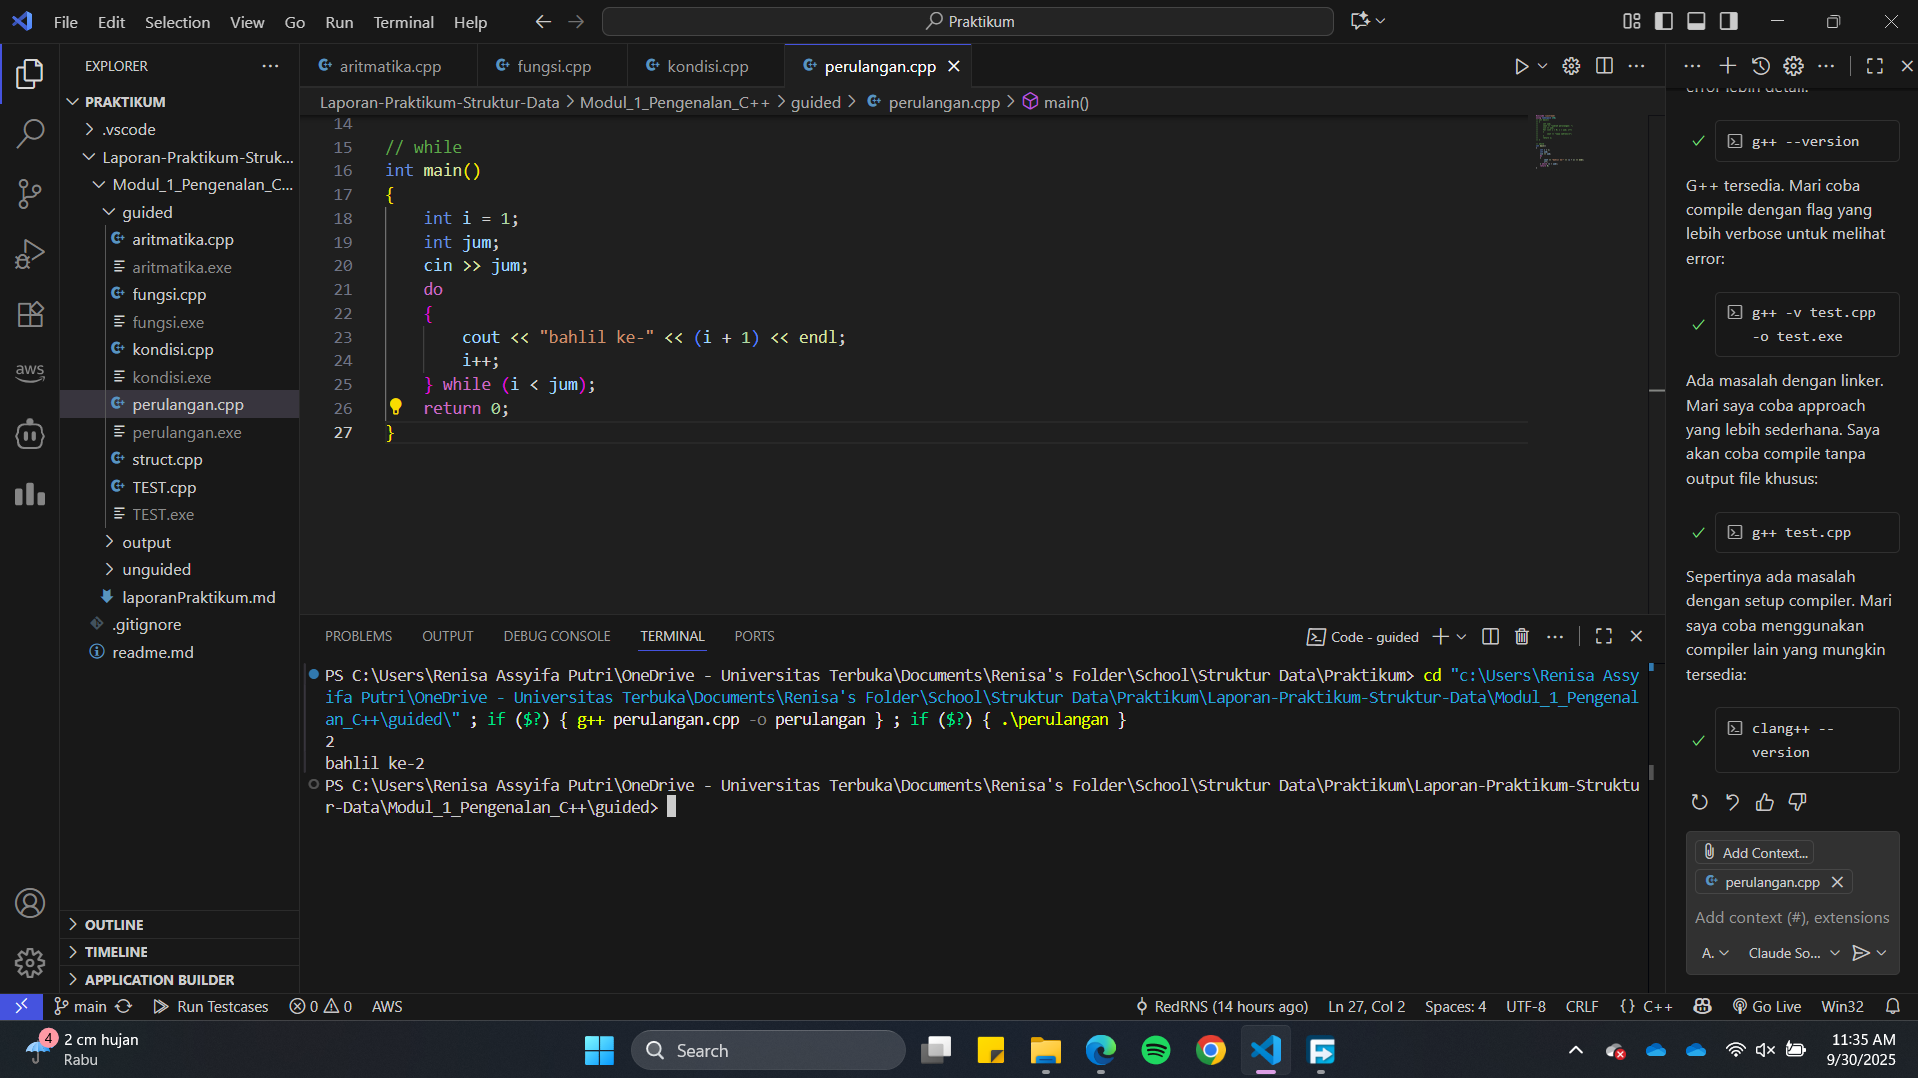 File Edit Selection View Go Run Terminal Help
Praktikum
EXPLORER
PRAKTIKUM
.vscode
Laporan-Praktikum-Struk...
Modul_1_Pengenalan_C...
guided
aritmatika.cpp
aritmatika.exe
fungsi.cpp
fungsi.exe
kondisi.cpp
kondisi.exe
perulangan.cpp
perulangan.exe
struct.cpp
TEST.cpp
TEST.exe
output
unguided
laporanPraktikum.md
.gitignore
readme.md
OUTLINE
TIMELINE
APPLICATION BUILDER
aws
aritmatika.cpp fungsi.cpp kondisi.cpp perulangan.cpp
Laporan-Praktikum-Struktur-Data > Modul_1_Pengenalan_C++ > guided > perulangan.cpp > main()
14
15 // while
16 int main()
17 {
18 int i = 1;
19 int jum;
20 cin >> jum;
21 do
22 {
23 cout << "bahlil ke-" << (i + 1) << endl;
24 i++;
25 } while (i < jum);
26 return 0;
27 }
PROBLEMS OUTPUT DEBUG CONSOLE TERMINAL PORTS
Code - guided
PS C:\Users\Renisa Assyifa Putri\OneDrive - Universitas Terbuka\Documents\Renisa's Folder\School\Struktur Data\Praktikum> cd "c:\Users\Renisa Assy
ifa Putri\OneDrive - Universitas Terbuka\Documents\Renisa's Folder\School\Struktur Data\Praktikum\Laporan-Praktikum-Struktur-Data\Modul_1_Pengenal
an_C++\guided\" ; if ($?) { g++ perulangan.cpp -o perulangan } ; if ($?) { .\perulangan }
2
bahlil ke-2
PS C:\Users\Renisa Assyifa Putri\OneDrive - Universitas Terbuka\Documents\Renisa's Folder\School\Struktur Data\Praktikum\Laporan-Praktikum-Struktu
r-Data\Modul_1_Pengenalan_C++\guided>
error lebih detail:
g++ --version
G++ tersedia. Mari coba
compile dengan flag yang
lebih verbose untuk melihat
error:
g++ -v test.cpp
-o test.exe
Ada masalah dengan linker.
Mari saya coba approach
yang lebih sederhana. Saya
akan coba compile tanpa
output file khusus:
g++ test.cpp
Sepertinya ada masalah
dengan setup compiler. Mari
saya coba menggunakan
compiler lain yang mungkin
tersedia:
clang++ --
version
Add Context...
perulangan.cpp
Add context (#), extensions
A. Claude So...
main Run Testcases 0 0 AWS
RedRNS (14 hours ago) Ln 27, Col 2 Spaces: 4 UTF-8 CRLF {} C++ Go Live Win32
4
2 cm hujan
Rabu
Search
11:35 AM
9/30/2025